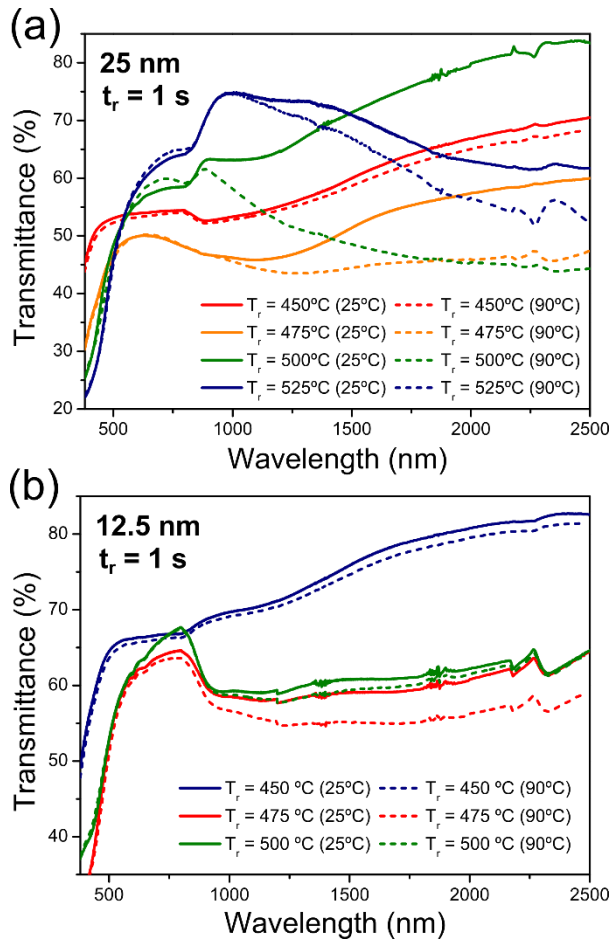 (a)
25 nm
t_r = 1 s
Transmittance (%)
80
70
60
50
40
30
20
T_r = 450ºC (25ºC) T_r = 450ºC (90ºC)
T_r = 475ºC (25ºC) T_r = 475ºC (90ºC)
T_r = 500ºC (25ºC) T_r = 500ºC (90ºC)
T_r = 525ºC (25ºC) T_r = 525ºC (90ºC)
500 1000 1500 2000 2500
Wavelength (nm)
(b)
12.5 nm
t_r = 1 s
Transmittance (%)
80
70
60
50
40
T_r = 450 ºC (25ºC) T_r = 450 ºC (90ºC)
T_r = 475 ºC (25ºC) T_r = 475 ºC (90ºC)
T_r = 500 ºC (25ºC) T_r = 500 ºC (90ºC)
500 1000 1500 2000 2500
Wavelength (nm)